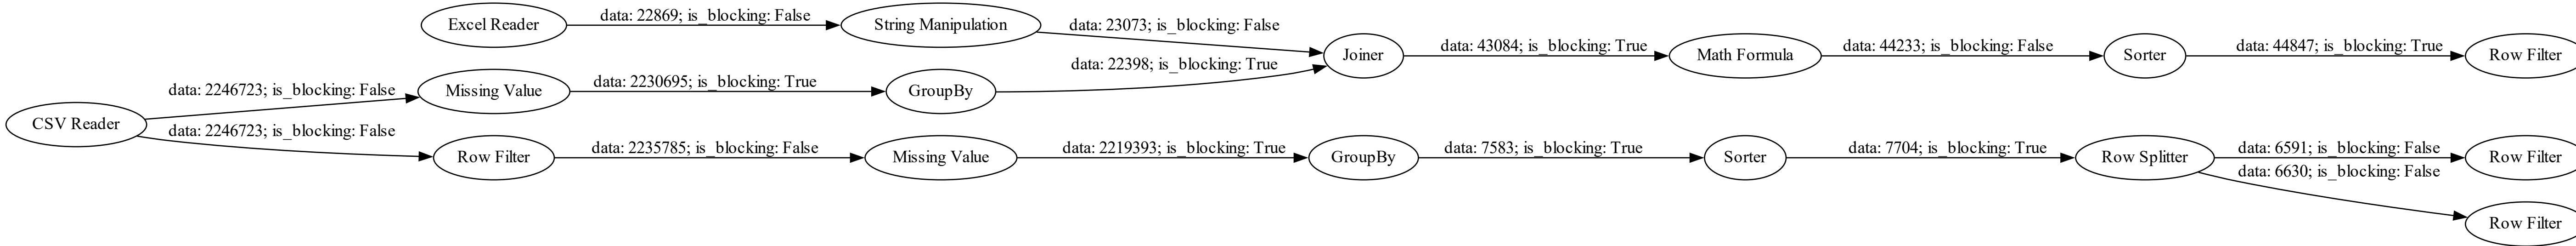 Excel Reader
data: 22869; is_blocking: False
String Manipulation
data: 23073; is_blocking: False
Joiner
data: 43084; is_blocking: True
Math Formula
data: 44233; is_blocking: False
Sorter
data: 44847; is_blocking: True
Row Filter
CSV Reader
data: 2246723; is_blocking: False
Missing Value
data: 2230695; is_blocking: True
GroupBy
data: 22398; is_blocking: True
data: 2246723; is_blocking: False
Row Filter
data: 2235785; is_blocking: False
Missing Value
data: 2219393; is_blocking: True
GroupBy
data: 7583; is_blocking: True
Sorter
data: 7704; is_blocking: True
Row Splitter
data: 6591; is_blocking: False
Row Filter
data: 6630; is_blocking: False
Row Filter